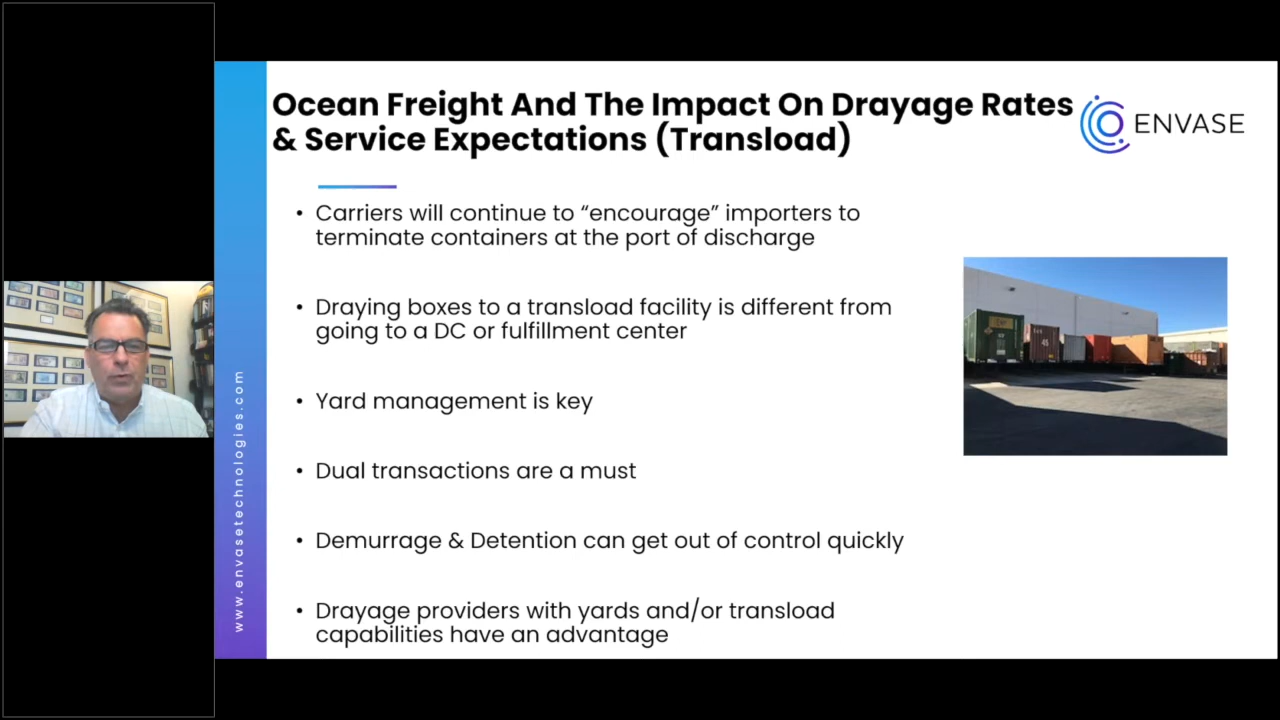 Ocean Freight And The Impact On Drayage Rates
& Service Expectations (Transload)
ENVASE
• Carriers will continue to “encourage” importers to
terminate containers at the port of discharge
• Draying boxes to a transload facility is different from
going to a DC or fulfillment center
• Yard management is key
• Dual transactions are a must
• Demurrage & Detention can get out of control quickly
• Drayage providers with yards and/or transload
capabilities have an advantage
www.envasetechnologies.com
45